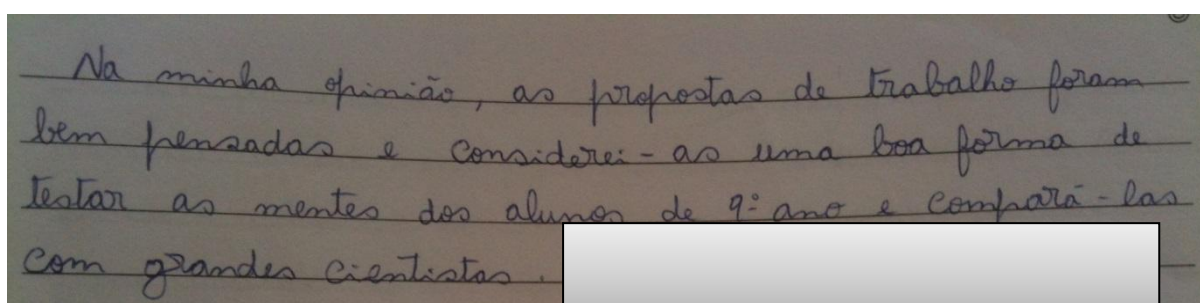 Na minha opinião, as propostas de trabalho foram
bem pensadas e considerei-as uma boa forma de
testar as mentes dos alunos de 9º ano e compará-las
com grandes cientistas.